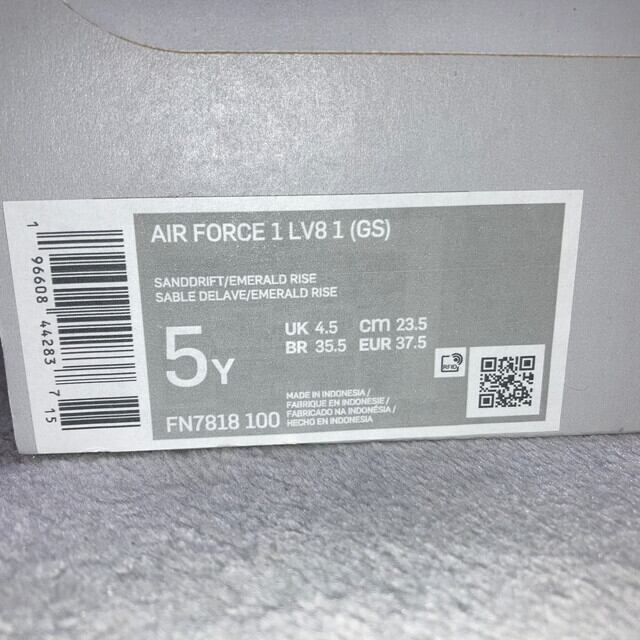 AIR FORCE 1 LV8 1 (GS)
SANDDRIFT/EMERALD RISE
SABLE DELAVE/EMERALD RISE
5Y
UK 4.5 cm 23.5
BR 35.5 EUR 37.5
MADE IN INDONESIA/
FABRIQUE EN INDONESIE/
FABRICADO NA INDONÉSIA/
HECHO EN INDONESIA
FN7818 100
RFID
1 96608 44283 7 15